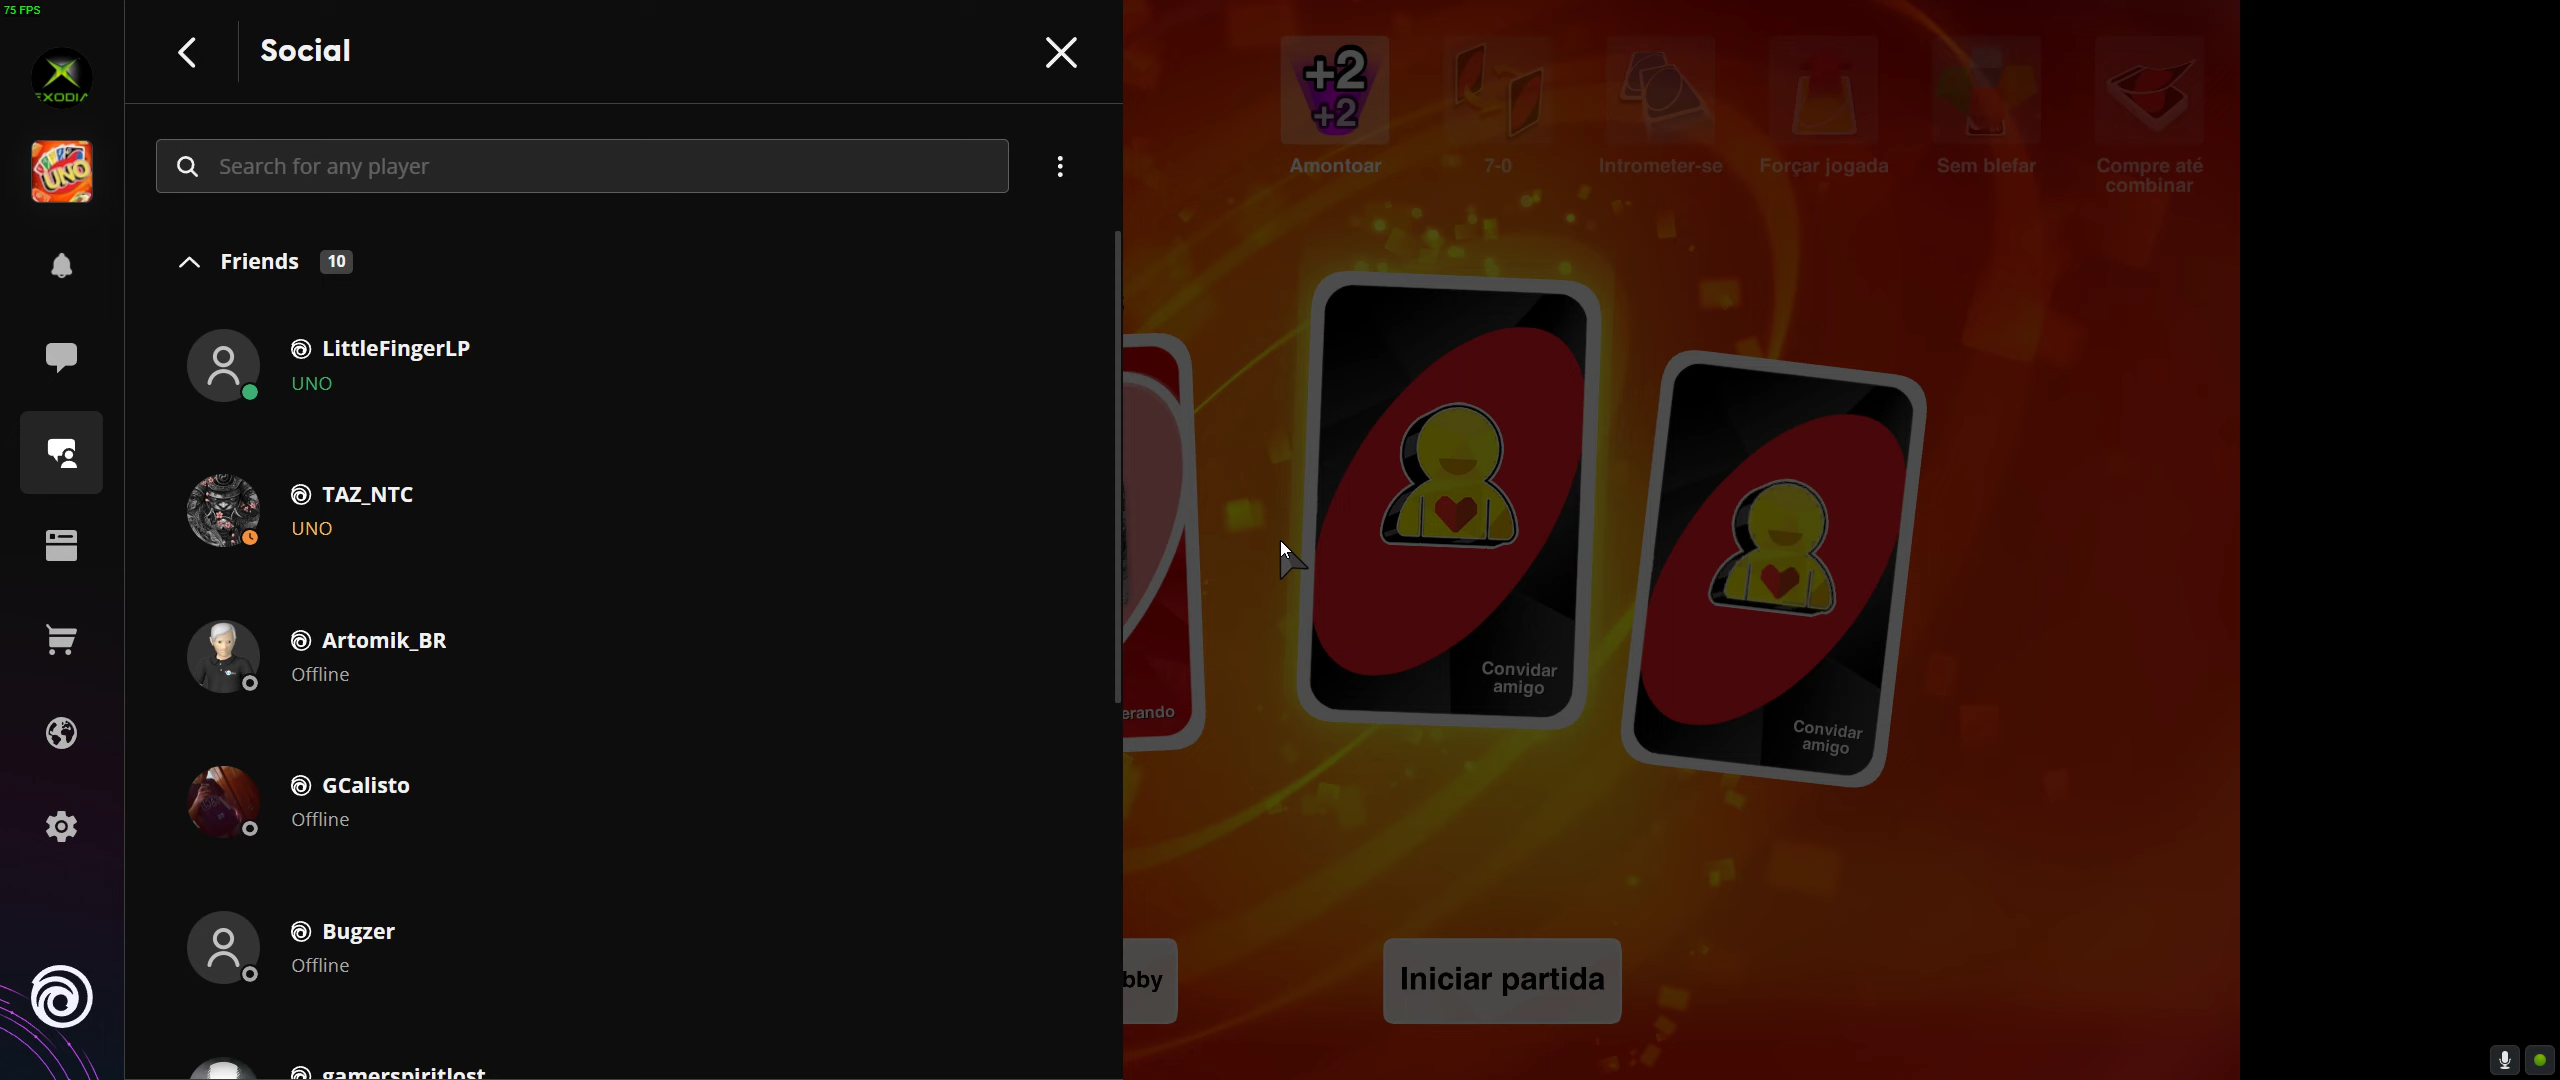 75 FPS
EXODIA
UNO
Social
Search for any player
Friends 10
LittleFingerLP
UNO
TAZ_NTC
UNO
Artomik_BR
Offline
GCalisto
Offline
Bugzer
Offline
gamerspiritlost
+2
+2
Amontoar
7-0
Intrometer-se
Forçar jogada
Sem blefar
Compre até
combinar
erando
Convidar
amigo
Convidar
amigo
bby
Iniciar partida